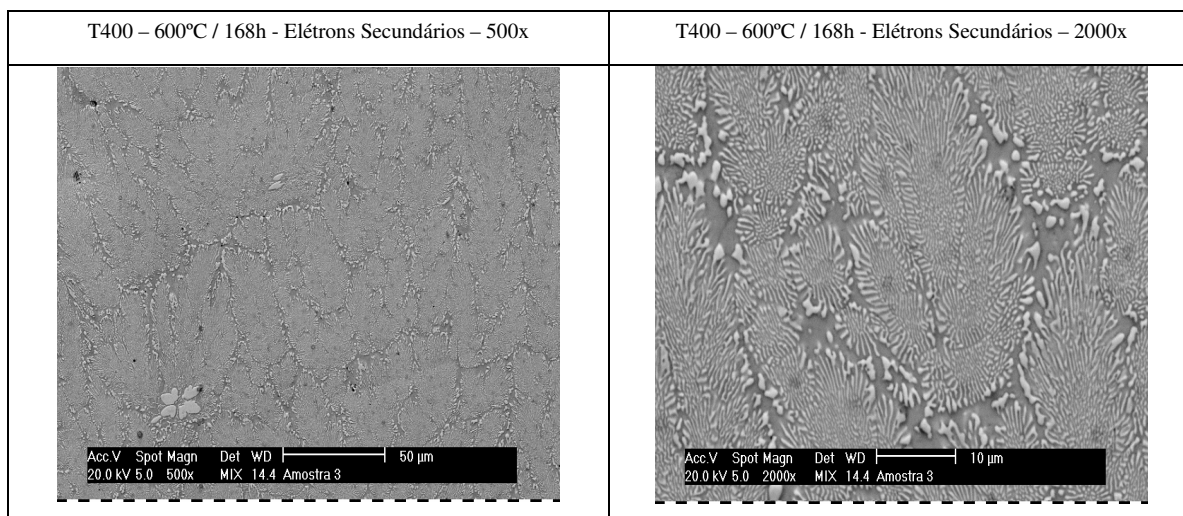 T400 – 600ºC / 168h - Elétrons Secundários – 500x
T400 – 600ºC / 168h - Elétrons Secundários – 2000x
Acc.V Spot Magn Det WD 50 µm
20.0 kV 5.0 500x MIX 14.4 Amostra 3
Acc.V Spot Magn Det WD 10 µm
20.0 kV 5.0 2000x MIX 14.4 Amostra 3